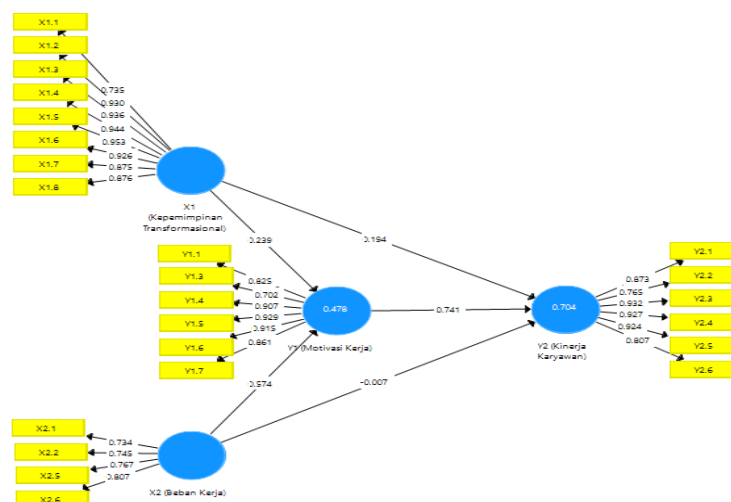 X1.1
X1.2
X1.3
X1.4
X1.5
X1.6
X1.7
X1.8
0.735
0.930
0.936
0.944
0.953
0.926
0.875
0.876
X1
(Kepemimpinan
Transformasional)
0.239
0.194
Y1.1
Y1.3
Y1.4
Y1.5
Y1.6
Y1.7
0.825
0.702
0.907
0.929
0.915
0.861
0.478
Y1 (Motivasi Kerja)
0.741
0.704
Y2 (Kinerja
Karyawan)
0.873
0.765
0.932
0.927
0.924
0.807
Y2.1
Y2.2
Y2.3
Y2.4
Y2.5
Y2.6
0.574
-0.007
X2.1
X2.2
X2.5
X2.6
0.734
0.745
0.767
0.807
X2 (Beban Kerja)